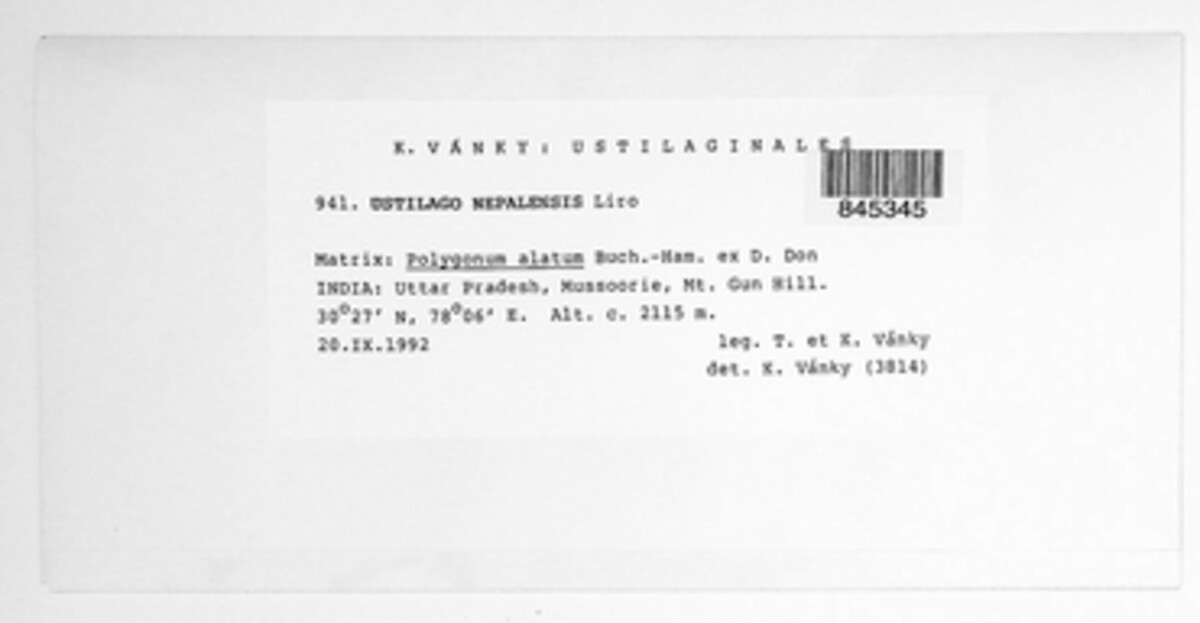 K. VÁNKY: USTILAGINALES
845345
941. USTILAGO NEPALENSIS Liro
Matrix: Polygonum alatum Buch.-Ham. ex D. Don
INDIA: Uttar Pradesh, Mussoorie, Mt. Gun Hill.
30°27' N, 78°06' E. Alt. c. 2115 m.
20.IX.1992 leg. T. et K. Vánky
det. K. Vánky (3814)